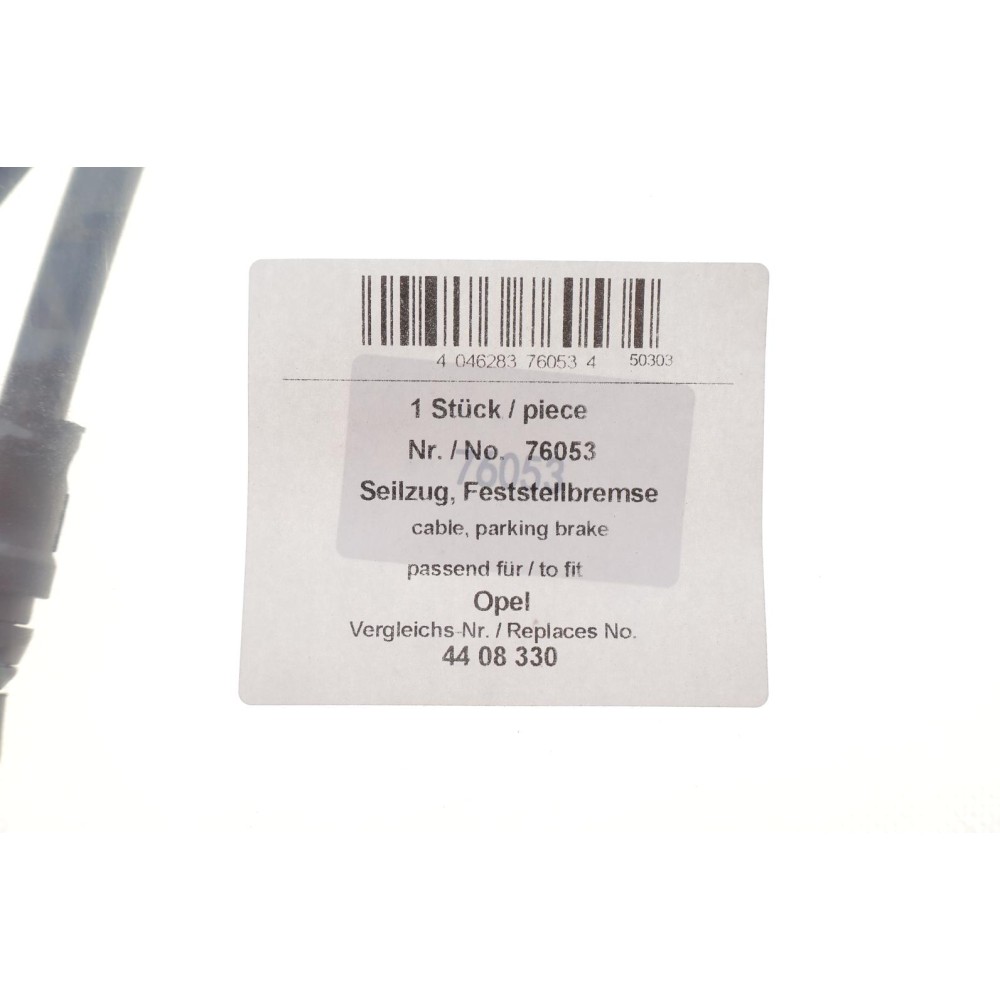 4 046283 76053 4 50303
1 Stück / piece
Nr. / No. 76053
76053
Seilzug, Feststellbremse
cable, parking brake
passend für / to fit
Opel
Vergleichs-Nr. / Replaces No.
44 08 330